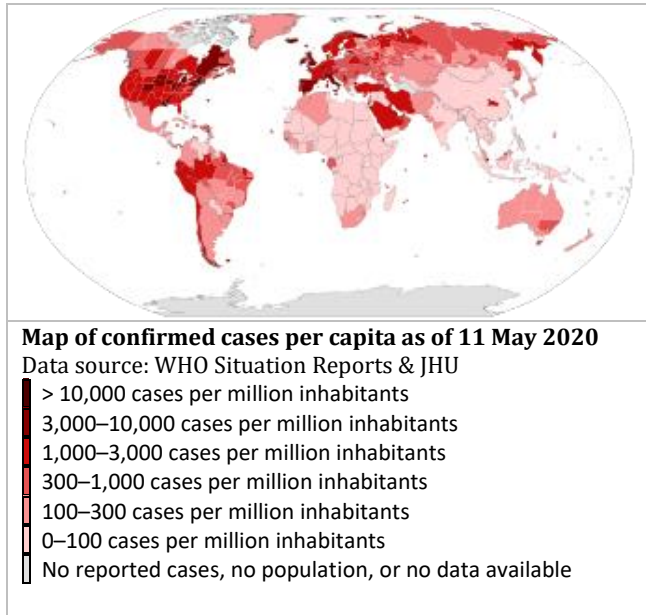 Map of confirmed cases per capita as of 11 May 2020
Data source: WHO Situation Reports & JHU
> 10,000 cases per million inhabitants
3,000–10,000 cases per million inhabitants
1,000–3,000 cases per million inhabitants
300–1,000 cases per million inhabitants
100–300 cases per million inhabitants
0–100 cases per million inhabitants
No reported cases, no population, or no data available